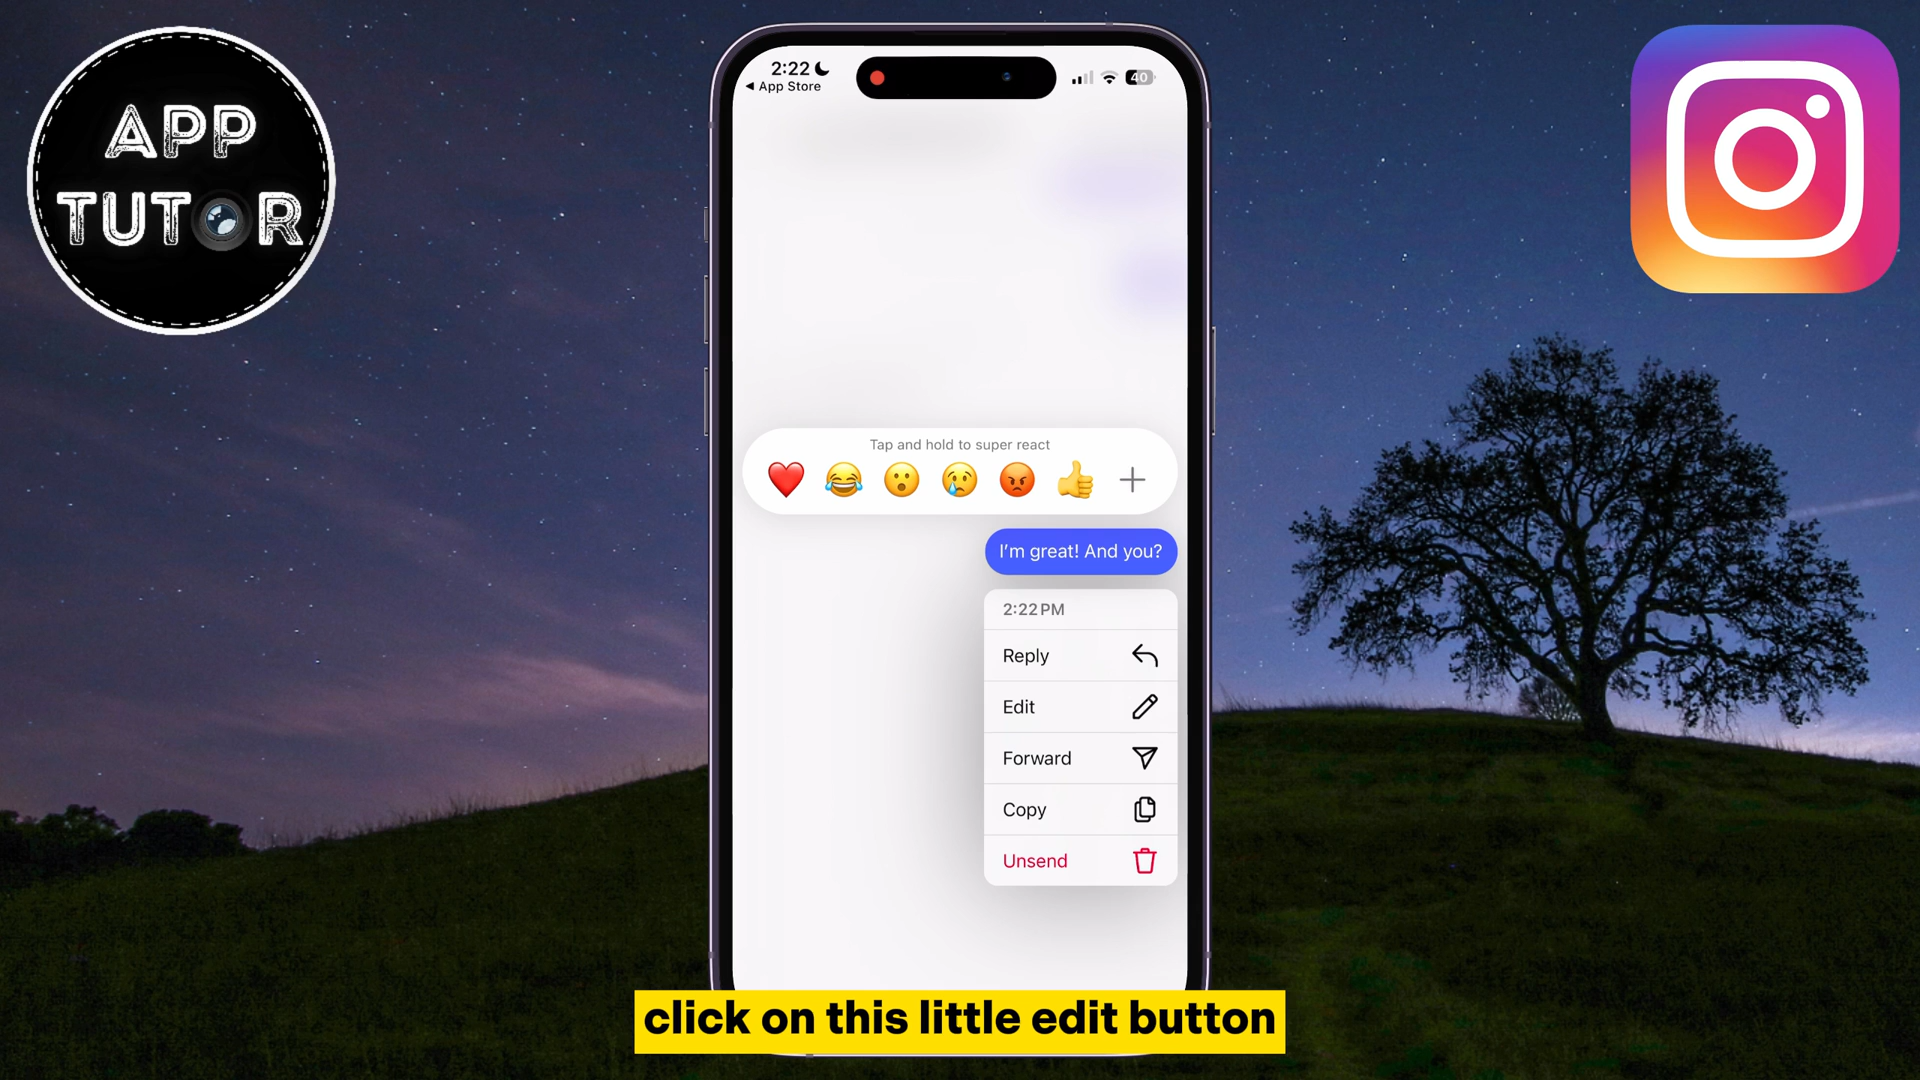 APP
TUTOR
2:22
App Store
40
Tap and hold to super react
I'm great! And you?
2:22 PM
Reply
Edit
Forward
Copy
Unsend
click on this little edit button